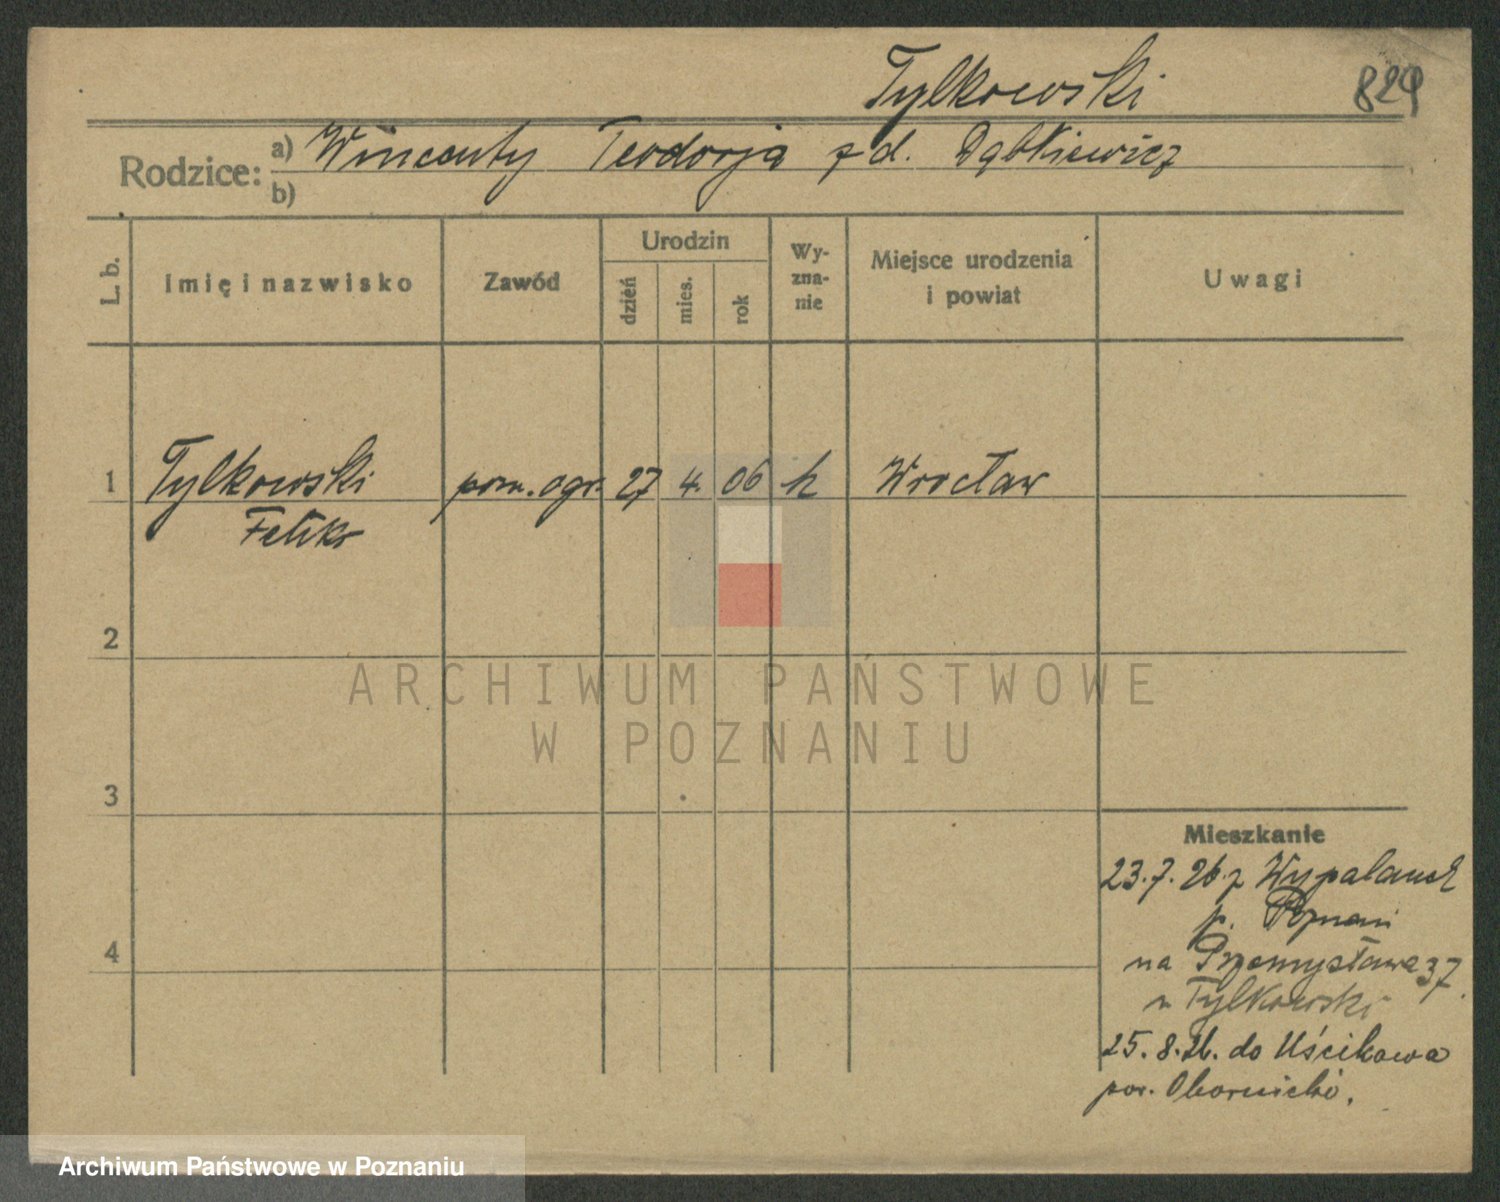 Tylkowski
829
Rodzice:
a) Wincenty Teodozja z d. Dąbkiewicz
b)
L. b.
Imię i nazwisko
Zawód
Urodzin
dzień
mies.
rok
Wy-
zna-
nie
Miejsce urodzenia
i powiat
Uwagi
1 Tylkowski pom. ogr. 27 4. 06 k Wrocław
Feliks
2
ARCHIWUM PAŃSTWOWE
W POZNANIU
3
Mieszkanie
23.7.26. z Wypalanek
p. Poznań
na Przemysława 37
4
u Tylkowski
25.8.26. do Uścikowa
pow. Obornicki.
Archiwum Państwowe w Poznaniu